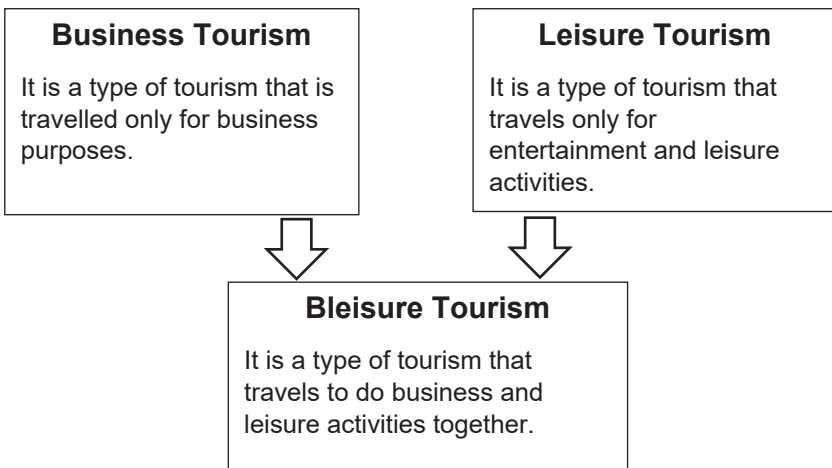 Business Tourism
It is a type of tourism that is
travelled only for business
purposes.
Leisure Tourism
It is a type of tourism that
travels only for
entertainment and leisure
activities.
Bleisure Tourism
It is a type of tourism that
travels to do business and
leisure activities together.